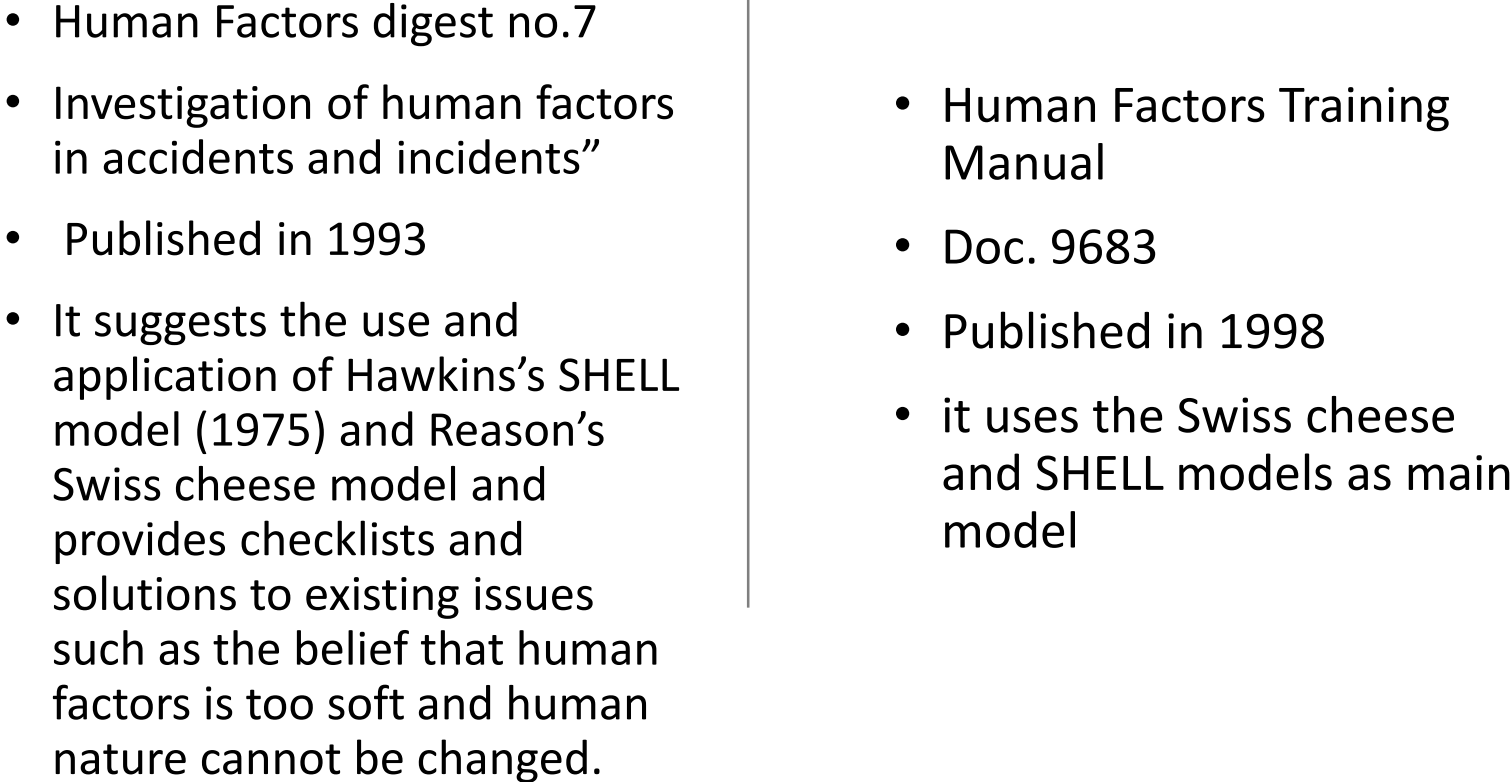 • Human Factors digest no.7
• Investigation of human factors
in accidents and incidents”
• Published in 1993
• It suggests the use and
application of Hawkins’s SHELL
model (1975) and Reason’s
Swiss cheese model and
provides checklists and
solutions to existing issues
such as the belief that human
factors is too soft and human
nature cannot be changed.
• Human Factors Training
Manual
• Doc. 9683
• Published in 1998
• it uses the Swiss cheese
and SHELL models as main
model